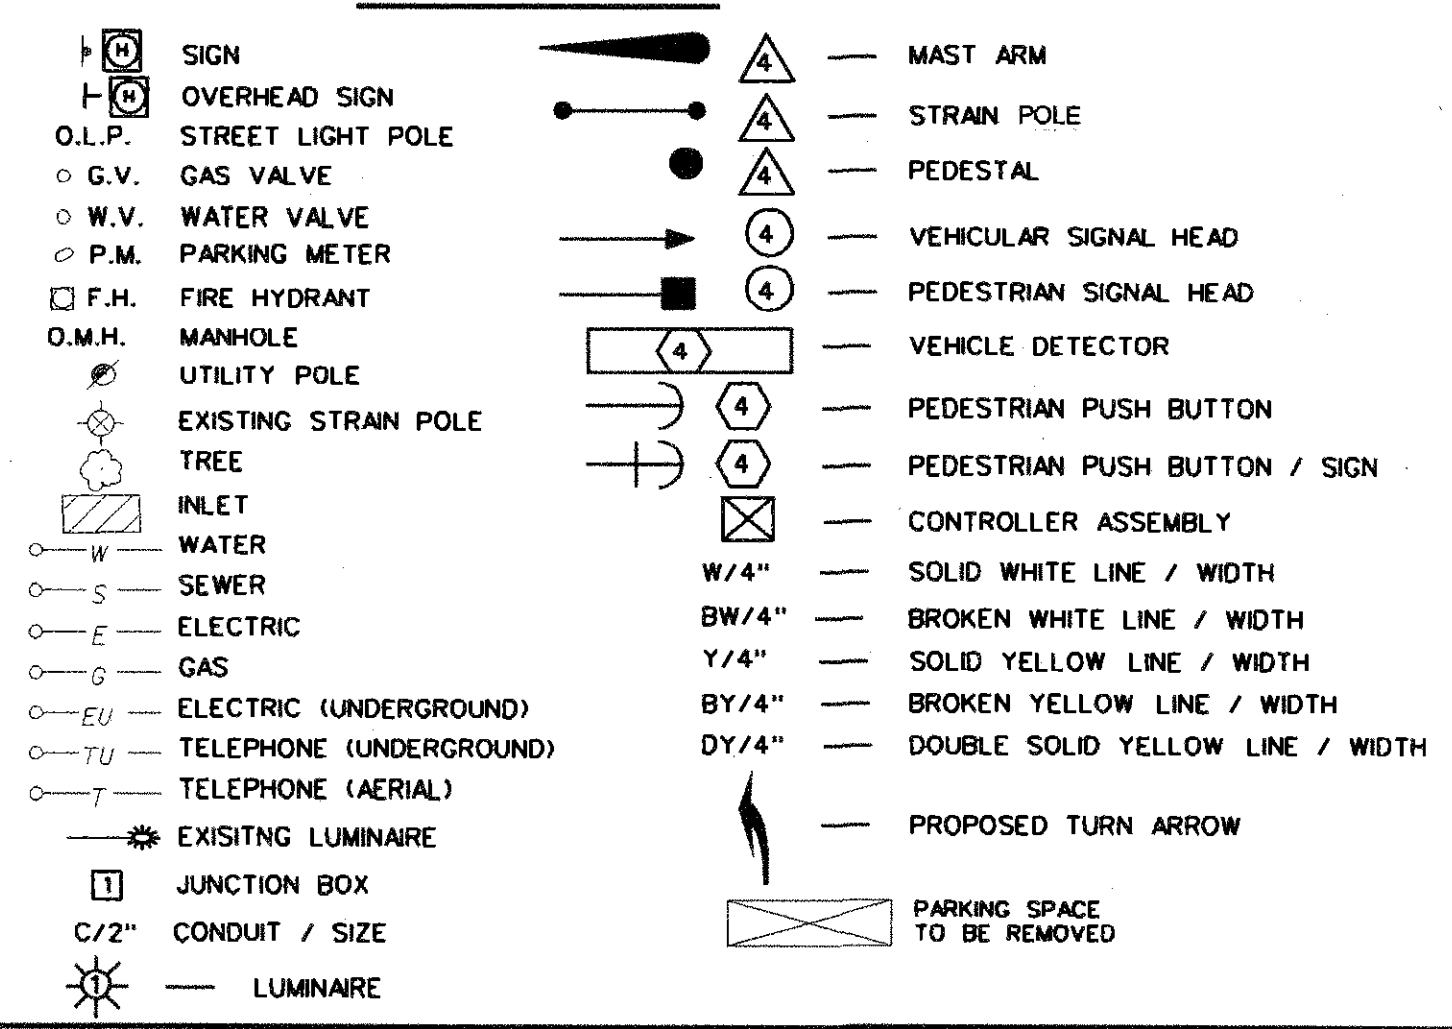 H SIGN
H OVERHEAD SIGN
O.L.P. STREET LIGHT POLE
G.V. GAS VALVE
W.V. WATER VALVE
P.M. PARKING METER
F.H. FIRE HYDRANT
O.M.H. MANHOLE
UTILITY POLE
EXISTING STRAIN POLE
TREE
INLET
W WATER
S SEWER
E ELECTRIC
G GAS
EU ELECTRIC (UNDERGROUND)
TU TELEPHONE (UNDERGROUND)
T TELEPHONE (AERIAL)
EXISITNG LUMINAIRE
1 JUNCTION BOX
C/2" CONDUIT / SIZE
1 — LUMINAIRE
4 — MAST ARM
4 — STRAIN POLE
4 — PEDESTAL
4 — VEHICULAR SIGNAL HEAD
4 — PEDESTRIAN SIGNAL HEAD
4 — VEHICLE DETECTOR
4 — PEDESTRIAN PUSH BUTTON
4 — PEDESTRIAN PUSH BUTTON / SIGN
— CONTROLLER ASSEMBLY
W/4" — SOLID WHITE LINE / WIDTH
BW/4" — BROKEN WHITE LINE / WIDTH
Y/4" — SOLID YELLOW LINE / WIDTH
BY/4" — BROKEN YELLOW LINE / WIDTH
DY/4" — DOUBLE SOLID YELLOW LINE / WIDTH
— PROPOSED TURN ARROW
PARKING SPACE
TO BE REMOVED